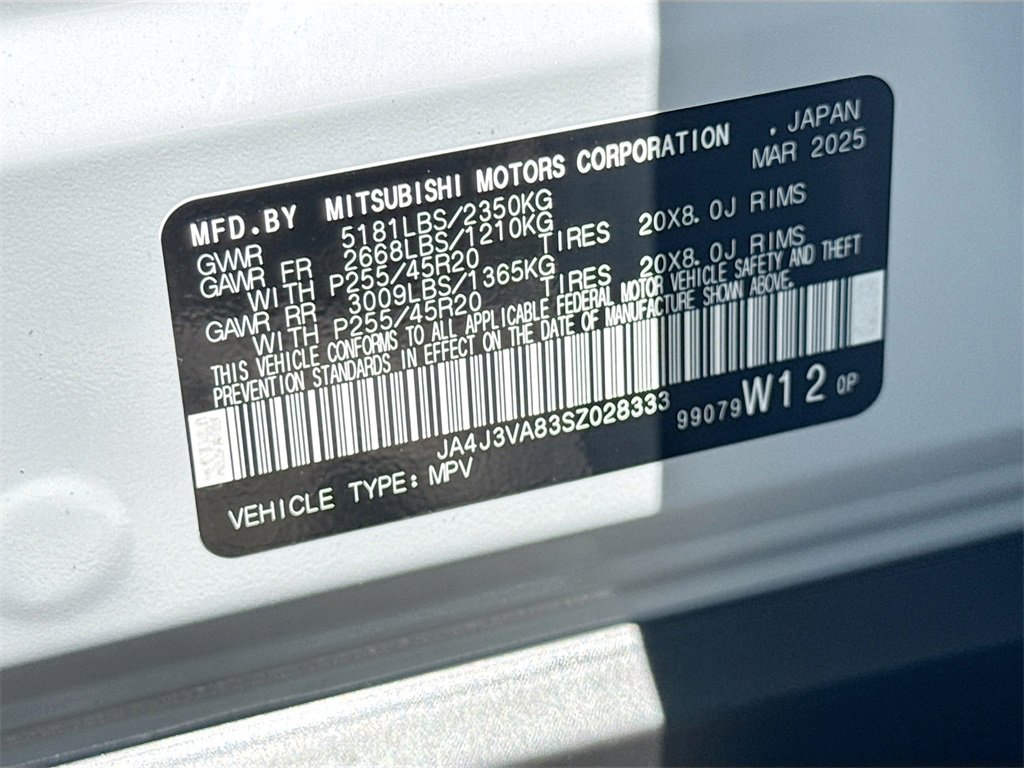 MFD.BY MITSUBISHI MOTORS CORPORATION . JAPAN
MAR 2025
GVWR 5181LBS/2350KG
GAWR FR 2668LBS/1210KG
WITH P255/45R20 TIRES 20X8.0J RIMS
GAWR RR 3009LBS/1365KG
WITH P255/45R20 TIRES 20X8.0J RIMS
THIS VEHICLE CONFORMS TO ALL APPLICABLE FEDERAL MOTOR VEHICLE SAFETY AND THEFT
PREVENTION STANDARDS IN EFFECT ON THE DATE OF MANUFACTURE SHOWN ABOVE.
JA4J3VA83SZ028333 99079 W12 OP
VEHICLE TYPE: MPV